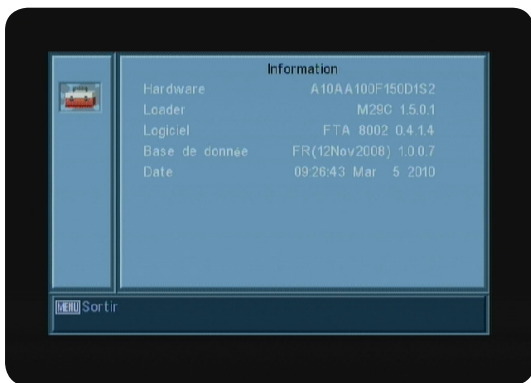 Information
Hardware A10AA100F150D1S2
Loader M29C 1.5.0.1
Logiciel FTA 8002 0.4.1.4
Base de donnée FR(12Nov2008) 1.0.0.7
Date 09:26:43 Mar 5 2010
MENU Sortir